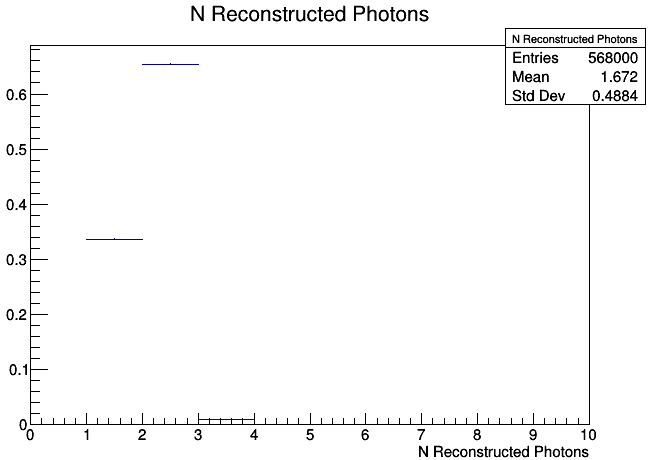 N Reconstructed Photons
N Reconstructed Photons
Entries 568000
Mean 1.672
Std Dev 0.4884
0.6
0.5
0.4
0.3
0.2
0.1
0
0 1 2 3 4 5 6 7 8 9 10
N Reconstructed Photons